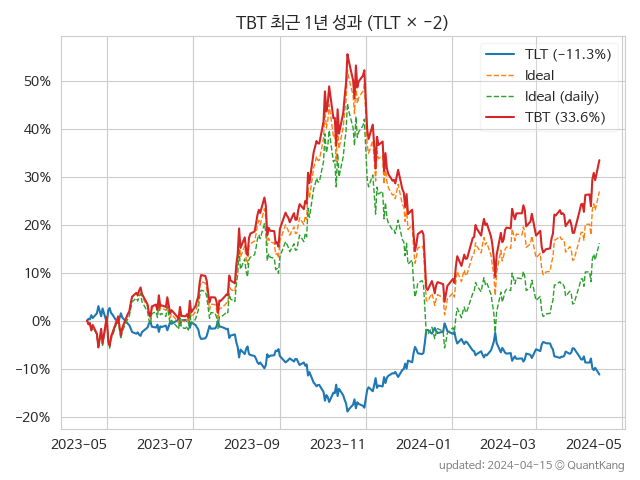 TBT 최근 1년 성과 (TLT × −2)
TLT (−11.3%)
Ideal
Ideal (daily)
TBT (33.6%)
50%
40%
30%
20%
10%
0%
−10%
−20%
2023-05 2023-07 2023-09 2023-11 2024-01 2024-03 2024-05
updated: 2024-04-15 © QuantKang